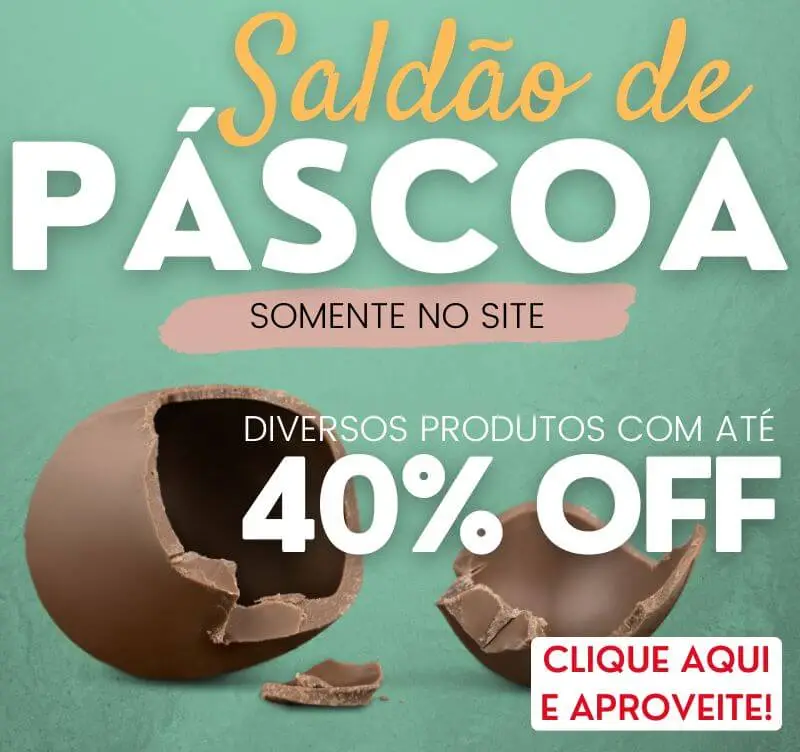 Saldão de
PÁSCOA
SOMENTE NO SITE
DIVERSOS PRODUTOS COM ATÉ
40% OFF
CLIQUE AQUI
E APROVEITE!